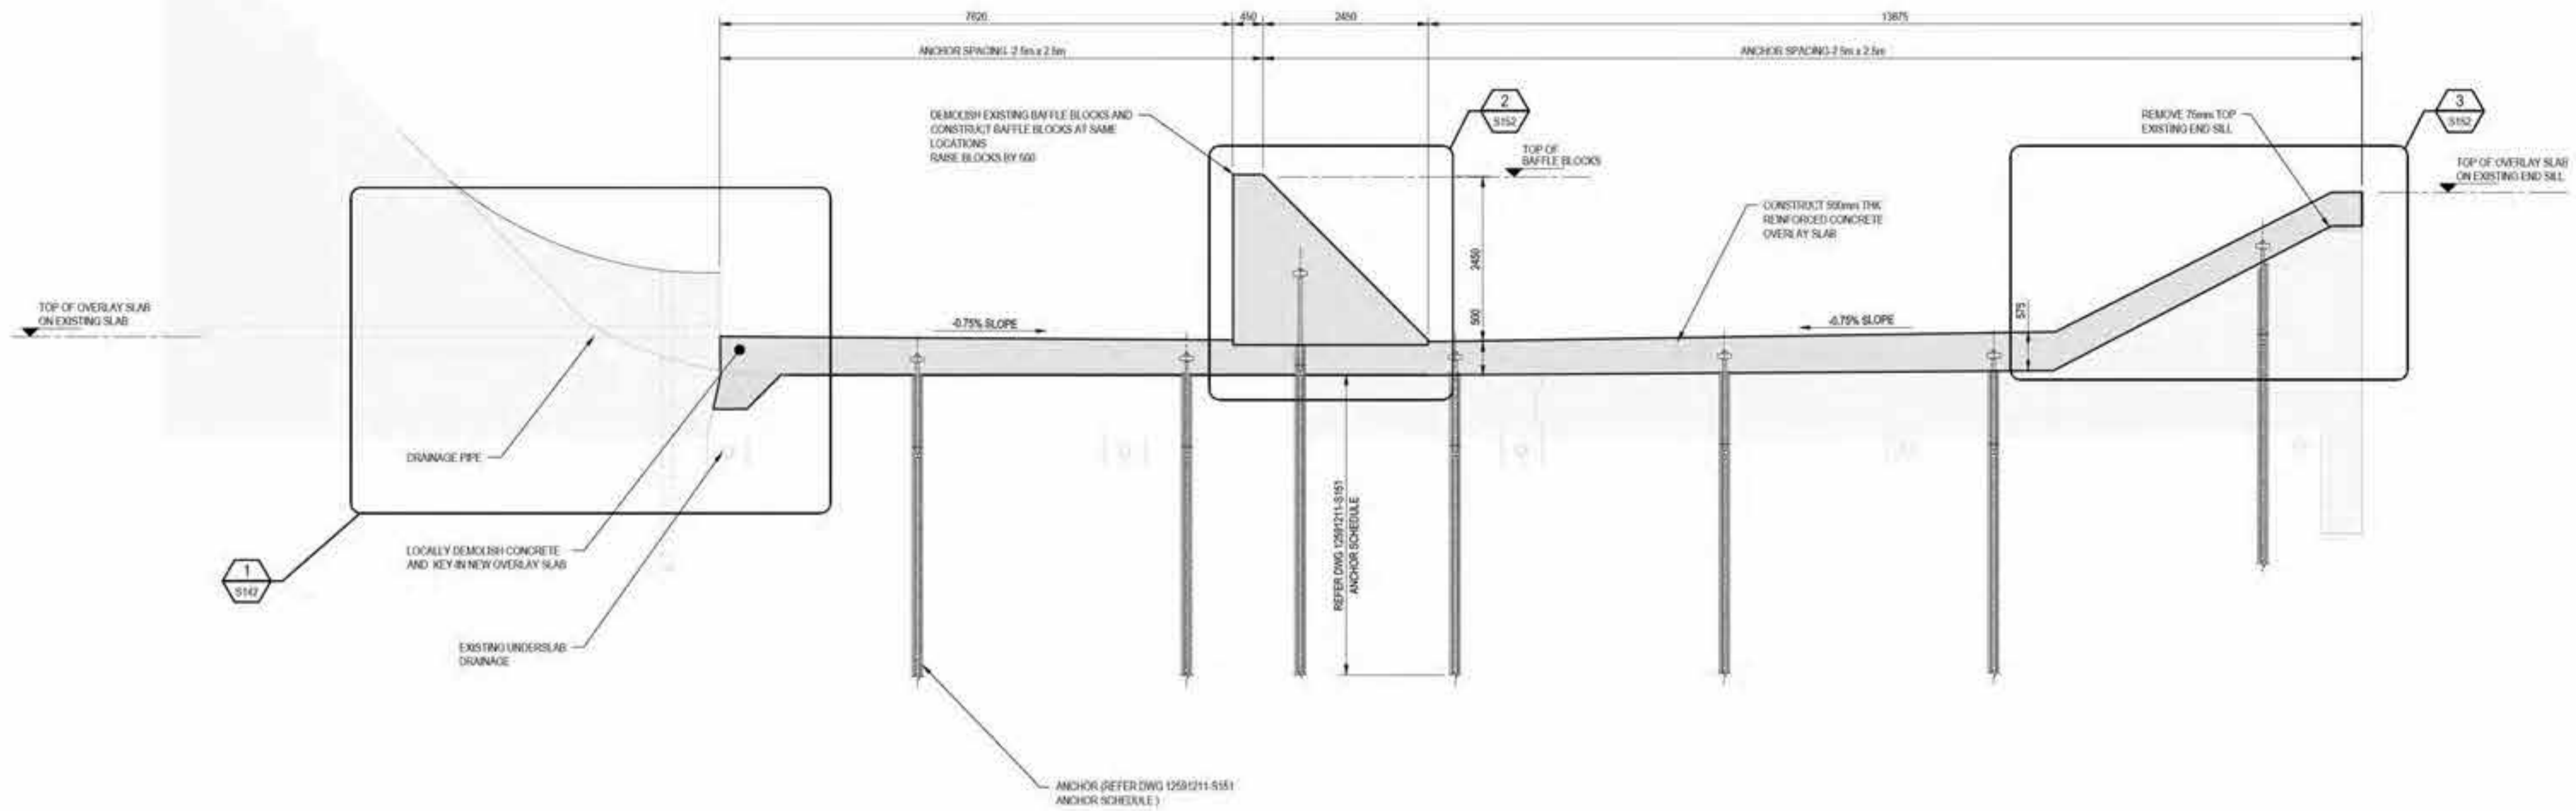 7620
450
2450
13875
ANCHOR SPACING 2.5m x 2.5m
ANCHOR SPACING 2.5m x 2.5m
DEMOLISH EXISTING BAFFLE BLOCKS AND
CONSTRUCT BAFFLE BLOCKS AT SAME
LOCATIONS
RAISE BLOCKS BY 500
2
S152
REMOVE 75mm TOP
EXISTING END SILL
3
S152
TOP OF
BAFFLE BLOCKS
TOP OF OVERLAY SLAB
ON EXISTING END SILL
CONSTRUCT 500mm THK
REINFORCED CONCRETE
OVERLAY SLAB
2450
500
575
TOP OF OVERLAY SLAB
ON EXISTING SLAB
-0.75% SLOPE
-0.75% SLOPE
DRAINAGE PIPE
REFER DWG 12591211-S151
ANCHOR SCHEDULE
LOCALLY DEMOLISH CONCRETE
AND KEY-IN NEW OVERLAY SLAB
1
EXISTING UNDERSLAB
DRAINAGE
ANCHOR (REFER DWG 12591211-S151
ANCHOR SCHEDULE )